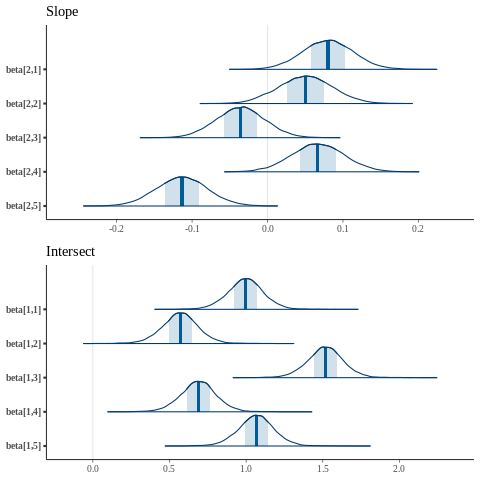 Slope
beta[2,1]
beta[2,2]
beta[2,3]
beta[2,4]
beta[2,5]
-0.2 -0.1 0.0 0.1 0.2
Intersect
beta[1,1]
beta[1,2]
beta[1,3]
beta[1,4]
beta[1,5]
0.0 0.5 1.0 1.5 2.0